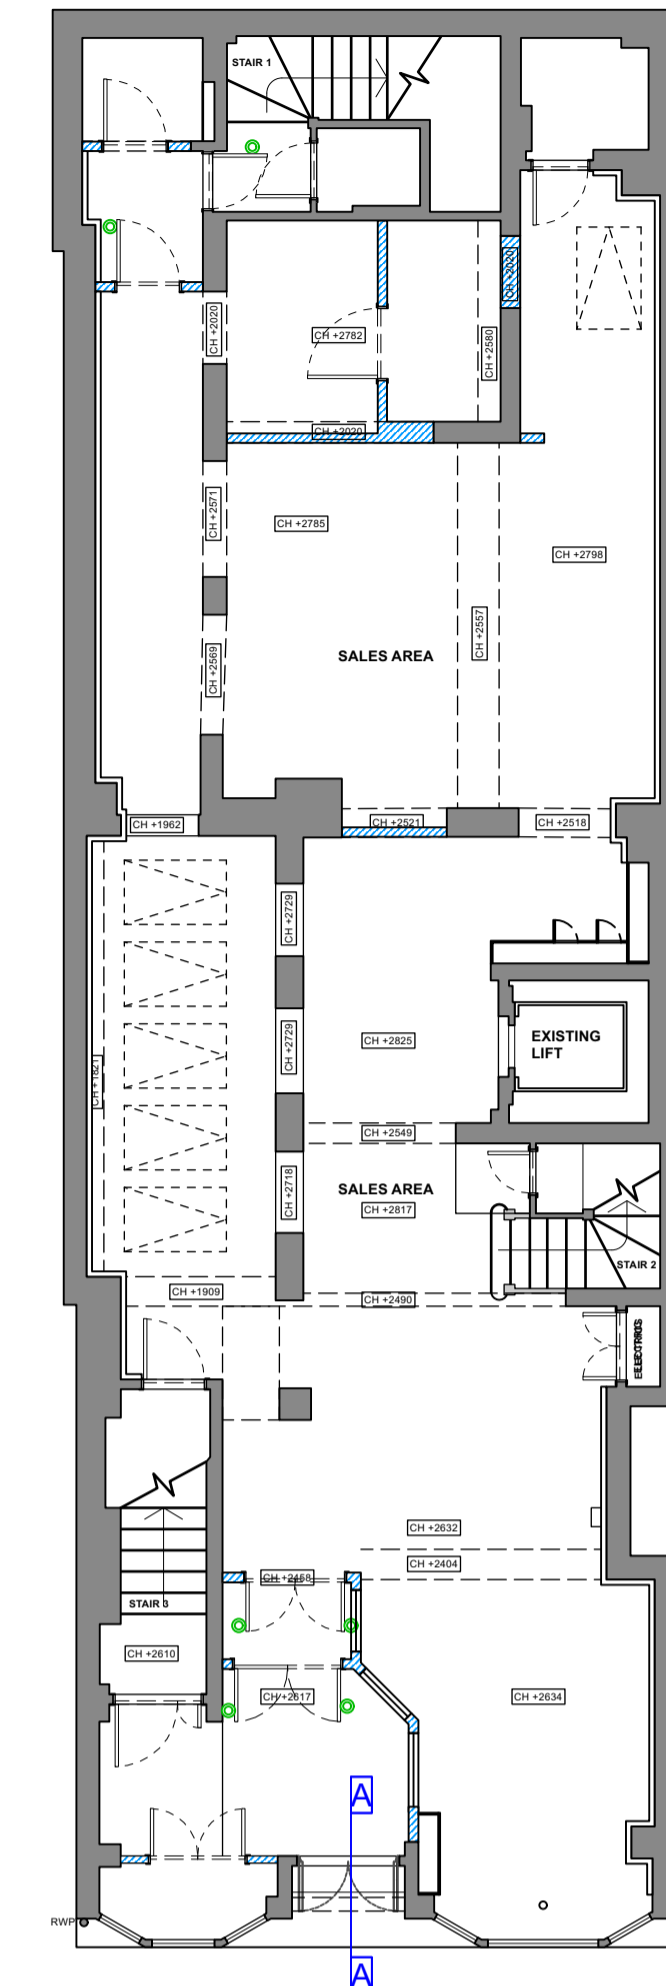 STAIR 1
CH +2020
CH +2020
CH +2782
CH +2580
CH +2020
CH +2571
CH +2785
CH +2798
CH +2557
CH +2569
SALES AREA
CH +1962
CH +2521
CH +2518
CH +2729
CH +2729
CH +2825
EXISTING
LIFT
CH +1821
CH +2549
CH +2718
SALES AREA
CH +2817
STAIR 2
CH +1909
CH +2490
CH +2632
CH +2404
CH +2458
STAIR 3
CH +2610
CH +2617
CH +2634
A
RWP
A